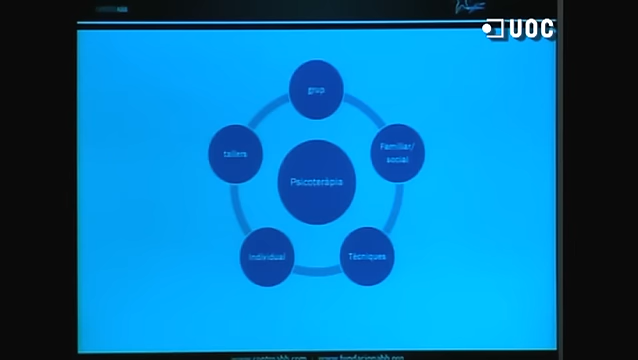 UOC
grup
tallers
Familiar/
social
Psicoteràpia
Individual
Tècniques